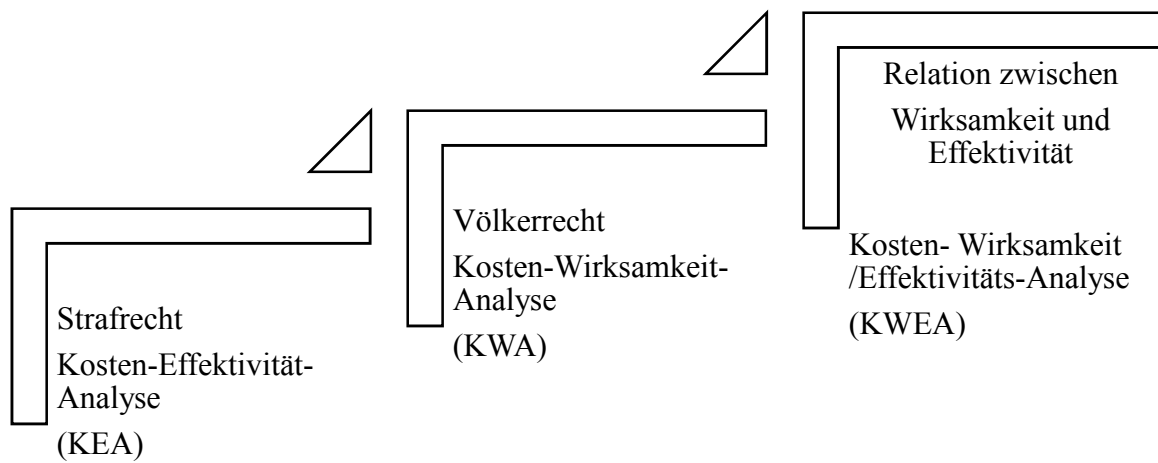 Strafrecht
Kosten-Effektivität-
Analyse
(KEA)
Völkerrecht
Kosten-Wirksamkeit-
Analyse
(KWA)
Relation zwischen
Wirksamkeit und
Effektivität
Kosten- Wirksamkeit
/Effektivitäts-Analyse
(KWEA)